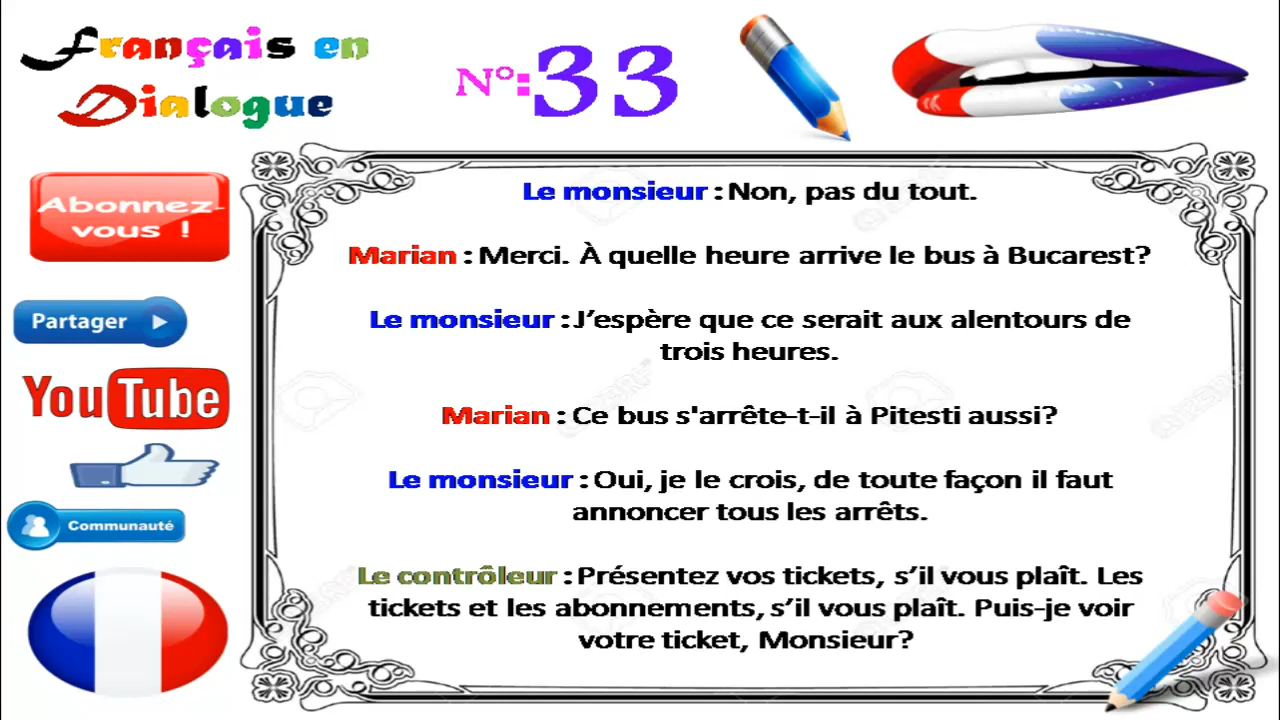 Français en
Dialogue
N°:33
Abonnez-
vous !
Partager
YouTube
Communauté
Le monsieur : Non, pas du tout.
Marian : Merci. À quelle heure arrive le bus à Bucarest?
Le monsieur : J’espère que ce serait aux alentours de
trois heures.
Marian : Ce bus s'arrête-t-il à Pitesti aussi?
Le monsieur : Oui, je le crois, de toute façon il faut
annoncer tous les arrêts.
Le contrôleur : Présentez vos tickets, s’il vous plaît. Les
tickets et les abonnements, s’il vous plaît. Puis-je voir
votre ticket, Monsieur?